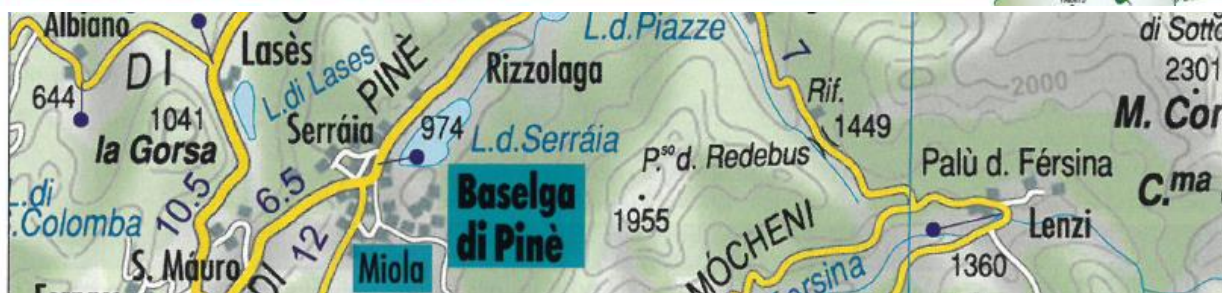 Albiano
Lasès
DI
L.di Lases
PINÈ
Rizzolaga
L.d.Piazze
7
di Sotto
2301
2000
644
1041
la Gorsa
Serráia
974
L.d.Serráia
Rif.
1449
M. Cor
P.so d. Redebus
Palù d. Férsina
C.ma
Baselga
di Pinè
1955
Lenzi
10.5
6.5
12
MÓCHENI
1360
S. Máuro
DI
Miola